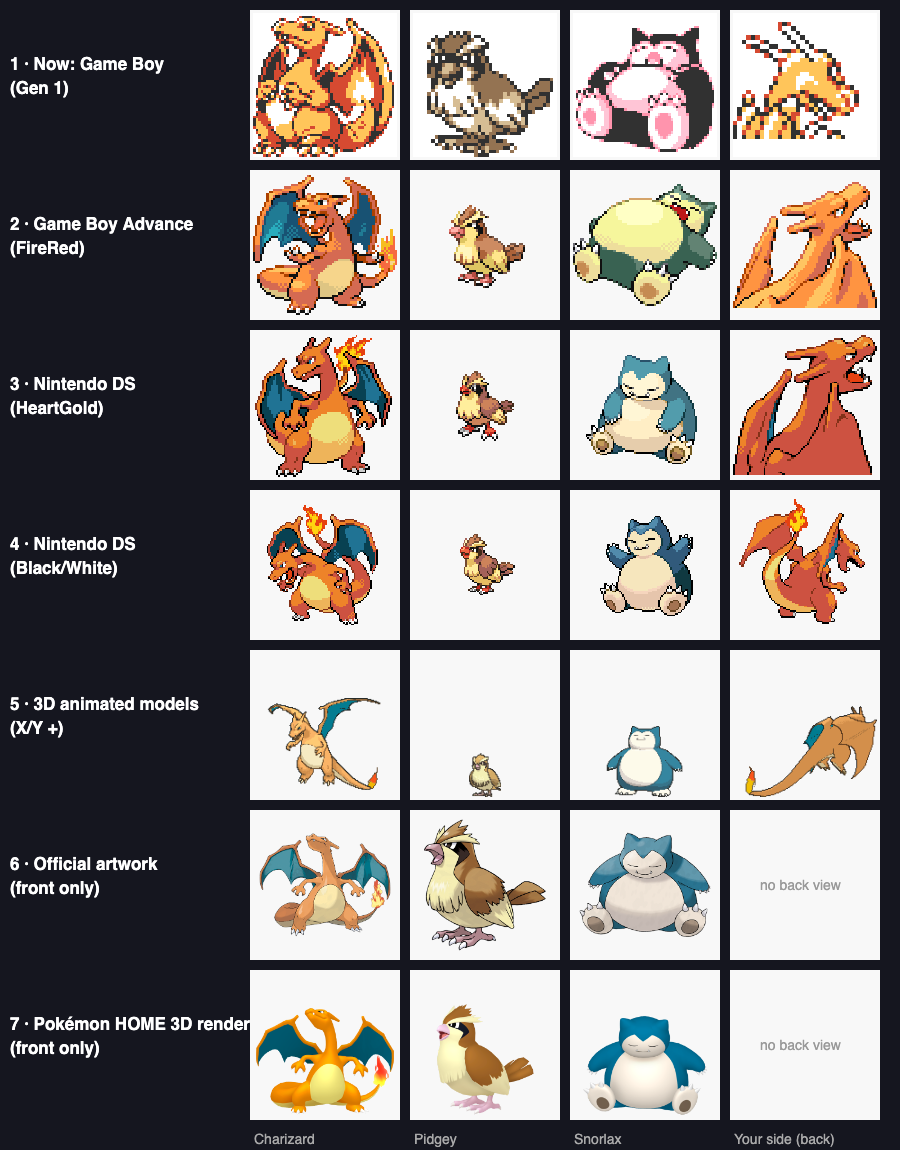 1 · Now: Game Boy
(Gen 1)
2 · Game Boy Advance
(FireRed)
3 · Nintendo DS
(HeartGold)
4 · Nintendo DS
(Black/White)
5 · 3D animated models
(X/Y +)
6 · Official artwork
(front only)
no back view
7 · Pokémon HOME 3D render
(front only)
no back view
Charizard
Pidgey
Snorlax
Your side (back)